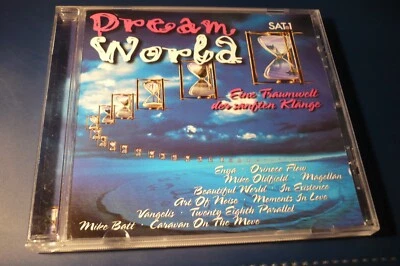 Dream
World
SAT.1
Eine Traumwelt
der sanften Klänge
Enya · Orinoco Flow
Mike Oldfield · Magellan
Beautiful World · In Existence
Art Of Noise · Moments In Love
Vangelis · Twenty Eighth Parallel
Mike Batt · Caravan On The Move